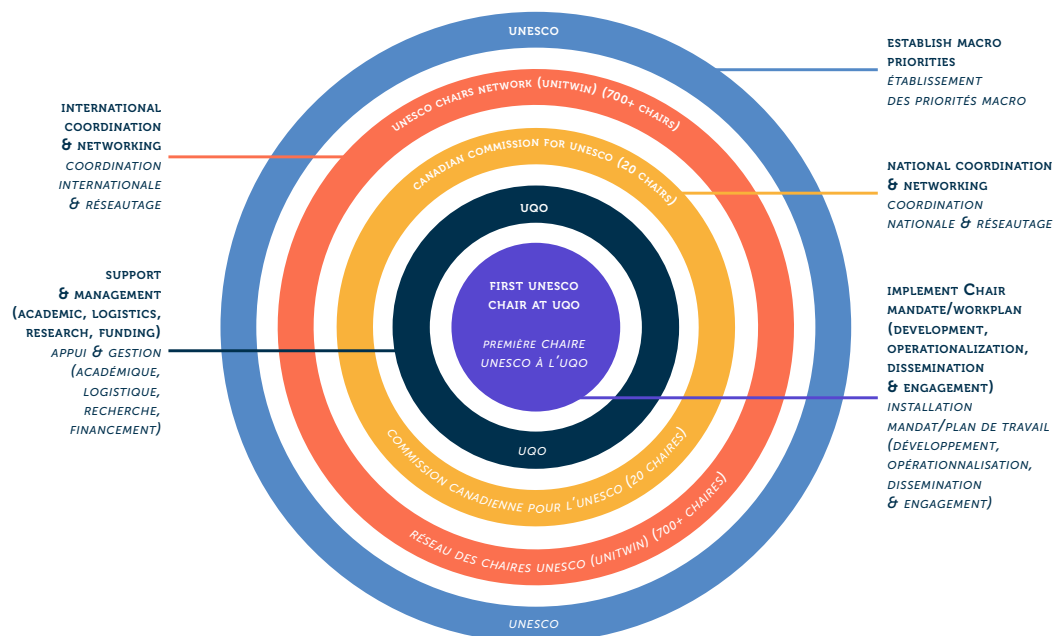 UNESCO
UNESCO CHAIRS NETWORK (UNITWIN) (700+ CHAIRS)
CANADIAN COMMISSION FOR UNESCO (20 CHAIRS)
UQO
FIRST UNESCO
CHAIR AT UQO
PREMIÈRE CHAIRE
UNESCO À L'UQO
UQO
COMMISSION CANADIENNE POUR L'UNESCO (20 CHAIRES)
RÉSEAU DES CHAIRES UNESCO (UNITWIN) (700+ CHAIRES)
UNESCO
INTERNATIONAL
COORDINATION
& NETWORKING
COORDINATION
INTERNATIONALE
& RÉSEAUTAGE
SUPPORT
& MANAGEMENT
(ACADEMIC, LOGISTICS,
RESEARCH, FUNDING)
APPUI & GESTION
(ACADÉMIQUE,
LOGISTIQUE,
RECHERCHE,
FINANCEMENT)
ESTABLISH MACRO
PRIORITIES
ÉTABLISSEMENT
DES PRIORITÉS MACRO
NATIONAL COORDINATION
& NETWORKING
COORDINATION
NATIONALE & RÉSEAUTAGE
IMPLEMENT CHAIR
MANDATE/WORKPLAN
(DEVELOPMENT,
OPERATIONALIZATION,
DISSEMINATION
& ENGAGEMENT)
INSTALLATION
MANDAT/PLAN DE TRAVAIL
(DÉVELOPPEMENT,
OPÉRATIONNALISATION,
DISSEMINATION
& ENGAGEMENT)